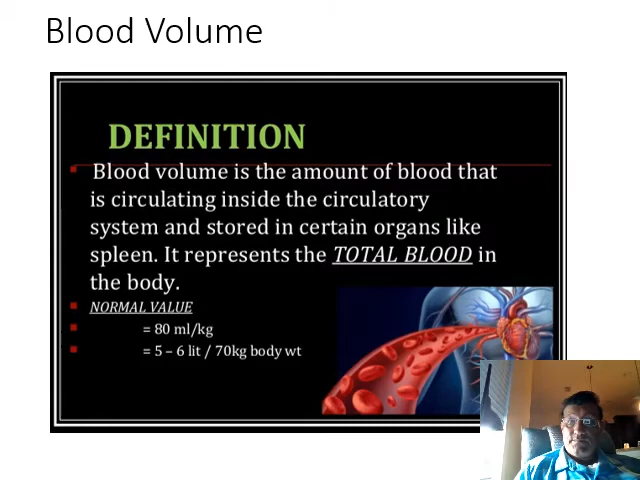 Blood Volume
DEFINITION
Blood volume is the amount of blood that
is circulating inside the circulatory
system and stored in certain organs like
spleen. It represents the TOTAL BLOOD in
the body.
NORMAL VALUE
= 80 ml/kg
= 5 – 6 lit / 70kg body wt